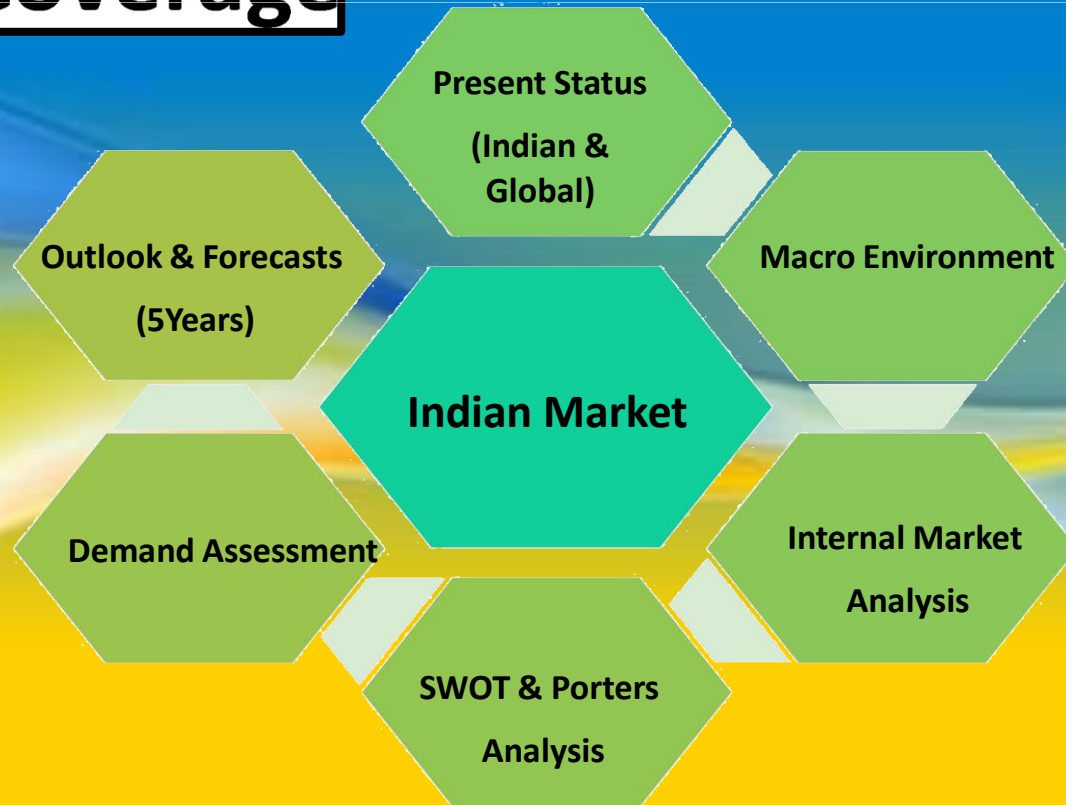 Coverage
Present Status
(Indian &
Global)
Macro Environment
Internal Market
Analysis
SWOT & Porters
Analysis
Demand Assessment
Outlook & Forecasts
(5Years)
Indian Market